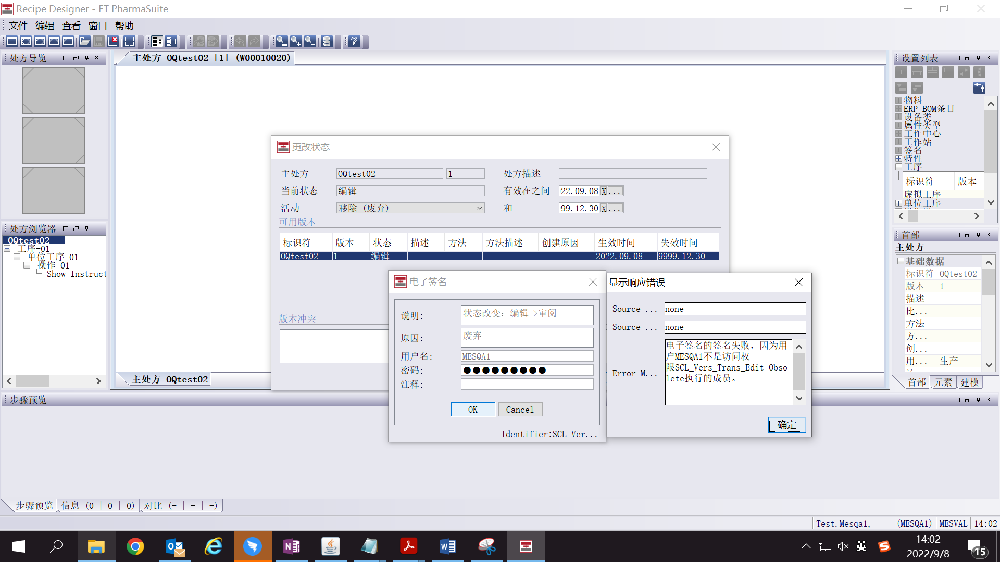 Recipe Designer - FT PharmaSuite
文件 编辑 查看 窗口 帮助
处方导览
主处方 OQtest02 [1] (W00010020)
设置列表
物料
ERP BOM条目
设备类
属性类型
工作中心
工作站
签名
特性
工序
标识符 版本
虚拟工序
单位工序
更改状态
主处方 OQtest02 1 处方描述
当前状态 编辑 有效在之间 22.09.08 X ...
活动 移除 (废弃) 和 99.12.30 X ...
可用版本
标识符 版本 状态 描述 方法 方法描述 创建原因 生效时间 失效时间
OQtest02 1 编辑 2022.09.08 9999.12.30
版本冲突
处方浏览器
OQtest02
工序-01
单位工序-01
操作-01
Show Instruct
主处方 OQtest02
电子签名
说明: 状态改变: 编辑->审阅
原因: 废弃
用户名: MESQA1
密码: ●●●●●●●●●
注释:
OK Cancel
Identifier:SCL_Ver...
显示响应错误
Source ... none
Source ... none
Error M...
电子签名的签名失败，因为用
户MESQA1不是访问权
限SCL_Vers_Trans_Edit-Obso
lete执行的成员。
确定
首部
主处方
基础数据
标识符 OQtest02
版本 1
描述
比...
方法
方...
创...
用... 生产
首部 元素 建模
步骤预览
步骤预览 信息 (0 | 0 | 0) 对比 (- | - | -)
Test.Mesqa1, --- (MESQA1) MESVAL 14:02
英
14:02
2022/9/8
15